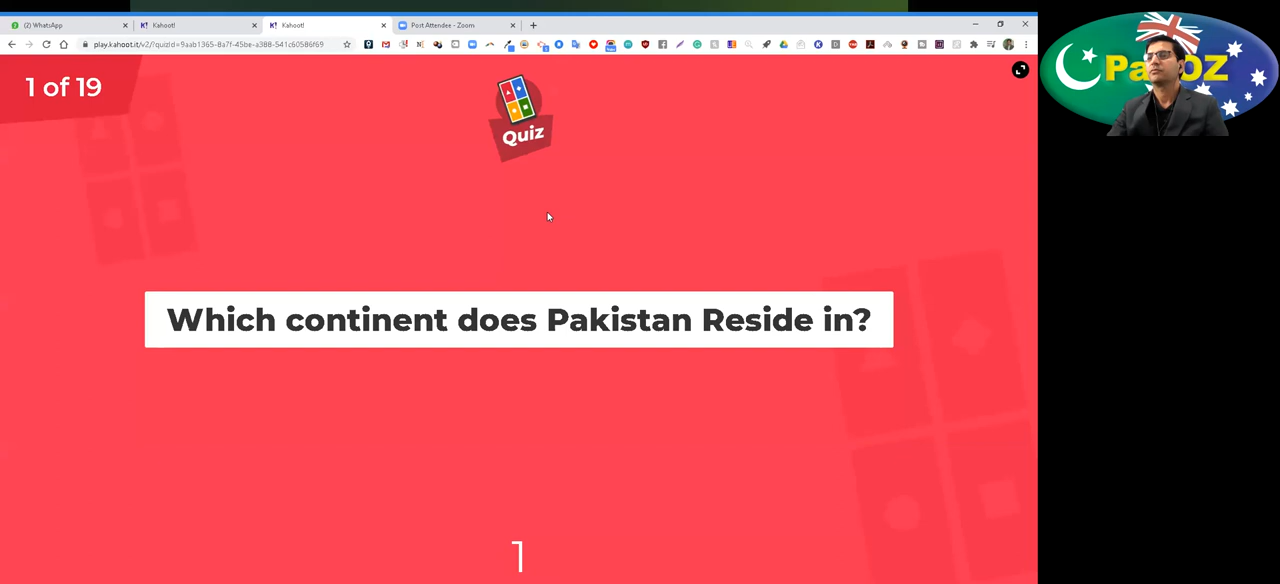 (2) WhatsApp
Kahoot!
Kahoot!
Post Attendee - Zoom
play.kahoot.it/v2/?quizId=9aab1365-8a7f-45be-a388-541c60586f69
1 of 19
Quiz
Which continent does Pakistan Reside in?
1